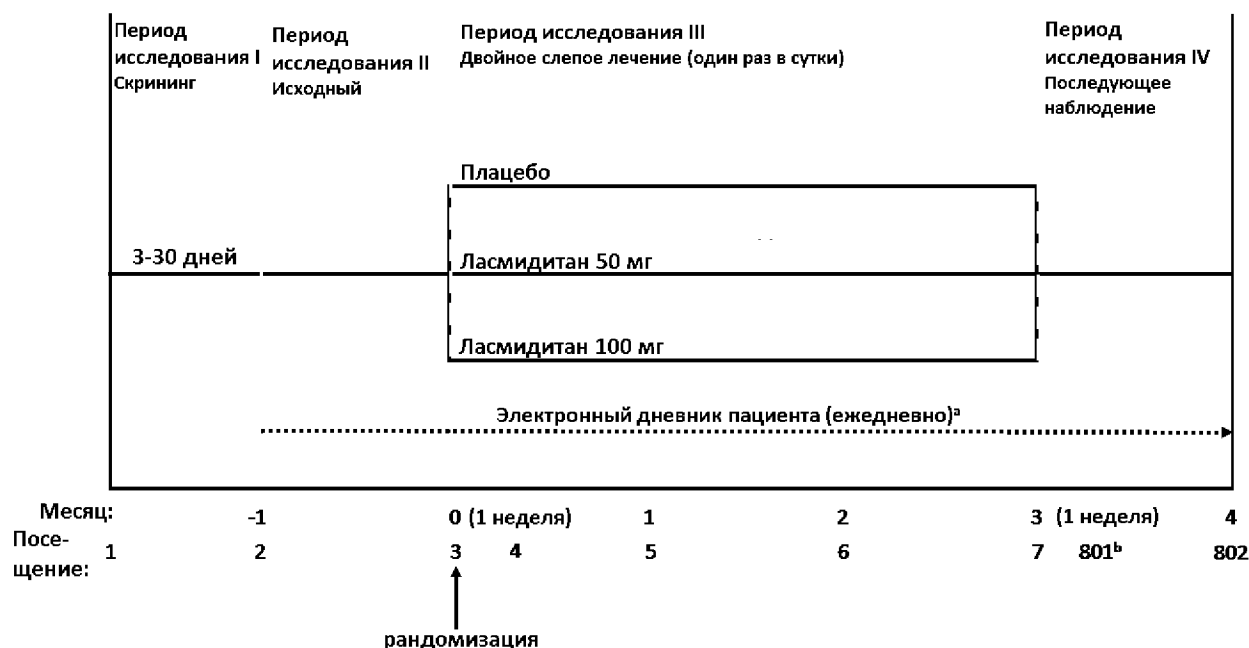 Период
исследования I
Скрининг
Период
исследования II
Исходный
Период исследования III
Двойное слепое лечение (один раз в сутки)
Период
исследования IV
Последующее
наблюдение
Плацебо
3-30 дней
Ласмидитан 50 мг
Ласмидитан 100 мг
Электронный дневник пациента (ежедневно)ᵃ
Месяц: -1 0 (1 неделя) 1 2 3 (1 неделя) 4
Посе-
щение: 1 2 3 4 5 6 7 801ᵇ 802
рандомизация